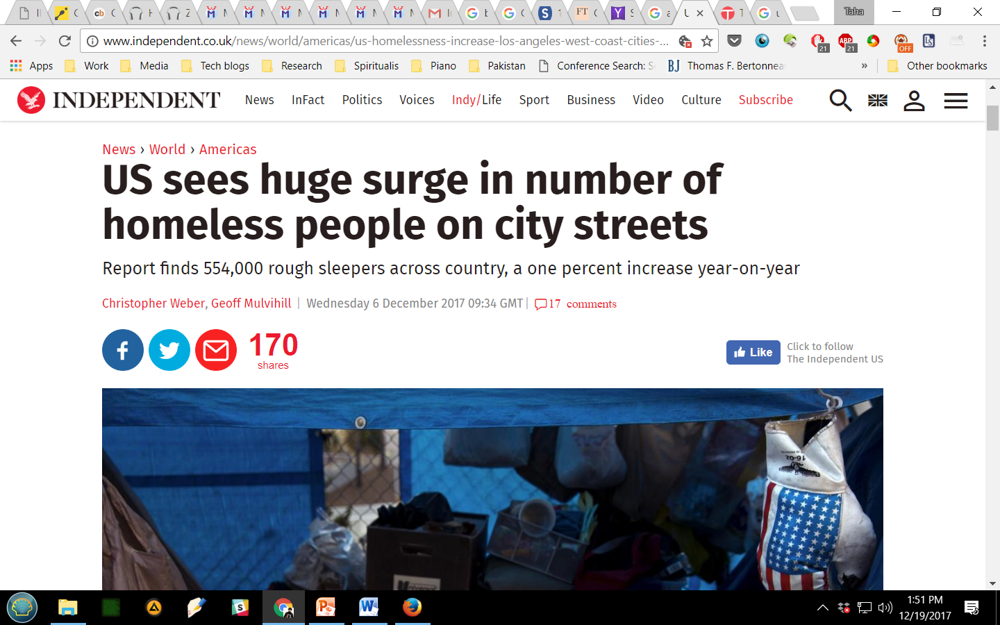 Taha
www.independent.co.uk/news/world/americas/us-homelessness-increase-los-angeles-west-coast-cities-...
21
21
OFF
Apps
Work
Media
Tech blogs
Research
Spiritualis
Piano
Pakistan
Conference Search: S
BJ
Thomas F. Bertonnea
»
Other bookmarks
INDEPENDENT
News
InFact
Politics
Voices
Indy/Life
Sport
Business
Video
Culture
Subscribe
News › World › Americas
US sees huge surge in number of
homeless people on city streets
Report finds 554,000 rough sleepers across country, a one percent increase year-on-year
Christopher Weber, Geoff Mulvihill | Wednesday 6 December 2017 09:34 GMT | 17 comments
170
shares
Like
Click to follow
The Independent US
16-02
1:51 PM
12/19/2017